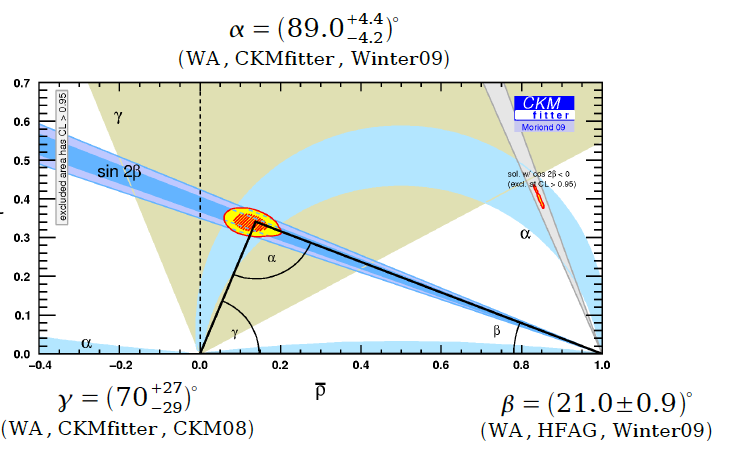 α = (89.0 +4.4 −4.2)°
(WA, CKMfitter, Winter09)
0.7
0.6
0.5
0.4
0.3
0.2
0.1
0.0
excluded area has CL > 0.95
γ
sin 2β
CKM
fitter
Moriond 09
sol. w/ cos 2β < 0
(excl. at CL > 0.95)
α
α
γ
β
α
−0.4
−0.2
0.0
0.2
0.4
0.6
0.8
1.0
ρ̅
γ = (70 +27 −29)°
(WA, CKMfitter, CKM08)
β = (21.0±0.9)°
(WA, HFAG, Winter09)